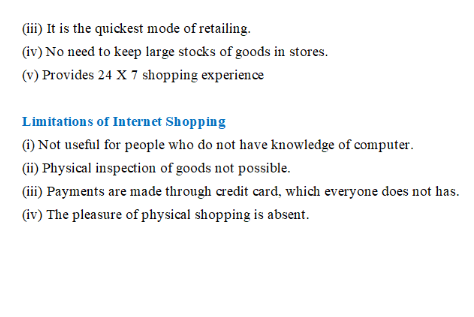 (iii) It is the quickest mode of retailing.
(iv) No need to keep large stocks of goods in stores.
(v) Provides 24 X 7 shopping experience
Limitations of Internet Shopping
(i) Not useful for people who do not have knowledge of computer.
(ii) Physical inspection of goods not possible.
(iii) Payments are made through credit card, which everyone does not has.
(iv) The pleasure of physical shopping is absent.